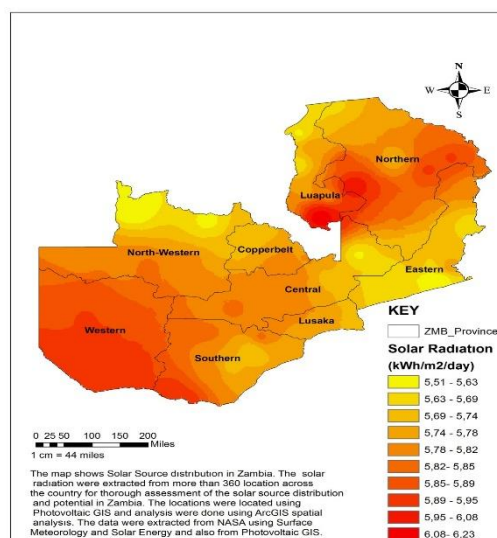 N
W E
S
Northern
Luapula
Copperbelt
North-Western
Eastern
Central
Western
Lusaka
Southern
KEY
ZMB_Province
Solar Radiation
(kWh/m2/day)
5,51 - 5,63
5,63 - 5,69
5,69 - 5,74
5,74 - 5,78
5,78 - 5,82
5,82 - 5,85
5,85 - 5,89
5,89 - 5,95
5,95 - 6,08
6,08 - 6,23
0 25 50 100 150 200
Miles
1 cm = 44 miles
The map shows Solar Source distribution in Zambia. The solar
radiation were extracted from more than 360 location across
the country for thorough assessment of the solar source distribution
and potential in Zambia. The locations were located using
Photovoltaic GIS and analysis were done using ArcGIS spatial
analysis. The data were extracted from NASA using Surface
Meteorology and Solar Energy and also from Photovoltaic GIS.